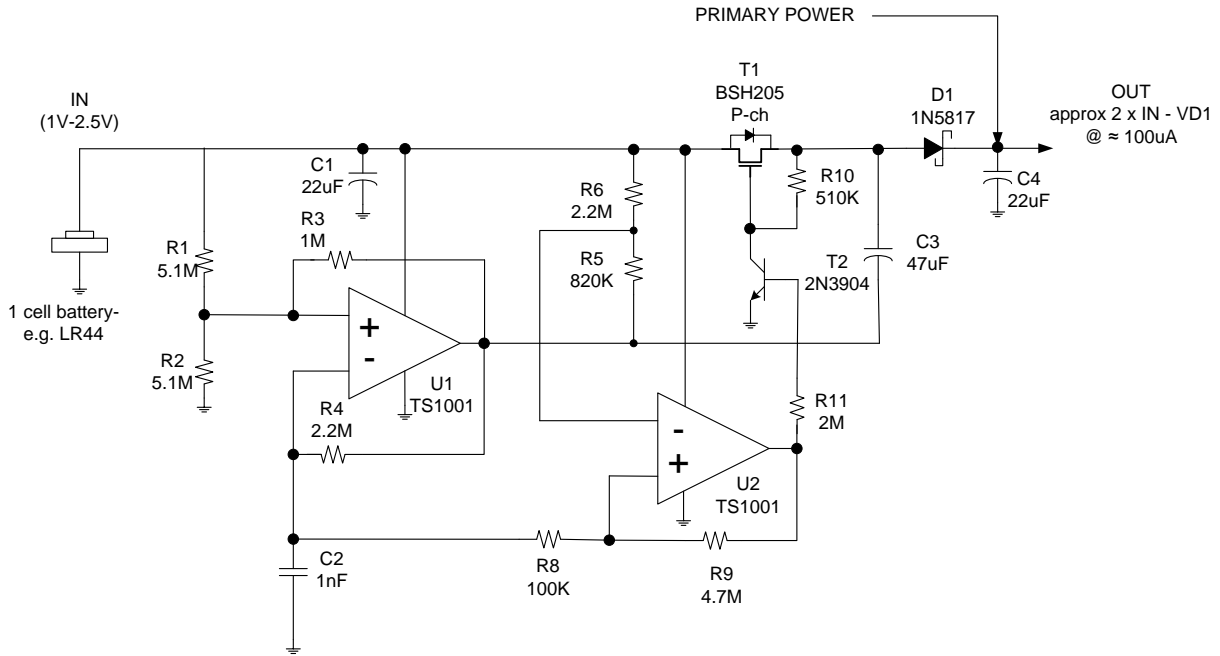 PRIMARY POWER
IN
(1V-2.5V)
T1
BSH205
P-ch
D1
1N5817
OUT
approx 2 x IN - VD1
@ ≈ 100uA
C1
22uF
R6
2.2M
R10
510K
C4
22uF
R3
1M
R1
5.1M
R5
820K
T2
2N3904
C3
47uF
1 cell battery-
e.g. LR44
+
-
R2
5.1M
U1
TS1001
R4
2.2M
R11
2M
-
+
U2
TS1001
C2
1nF
R8
100K
R9
4.7M